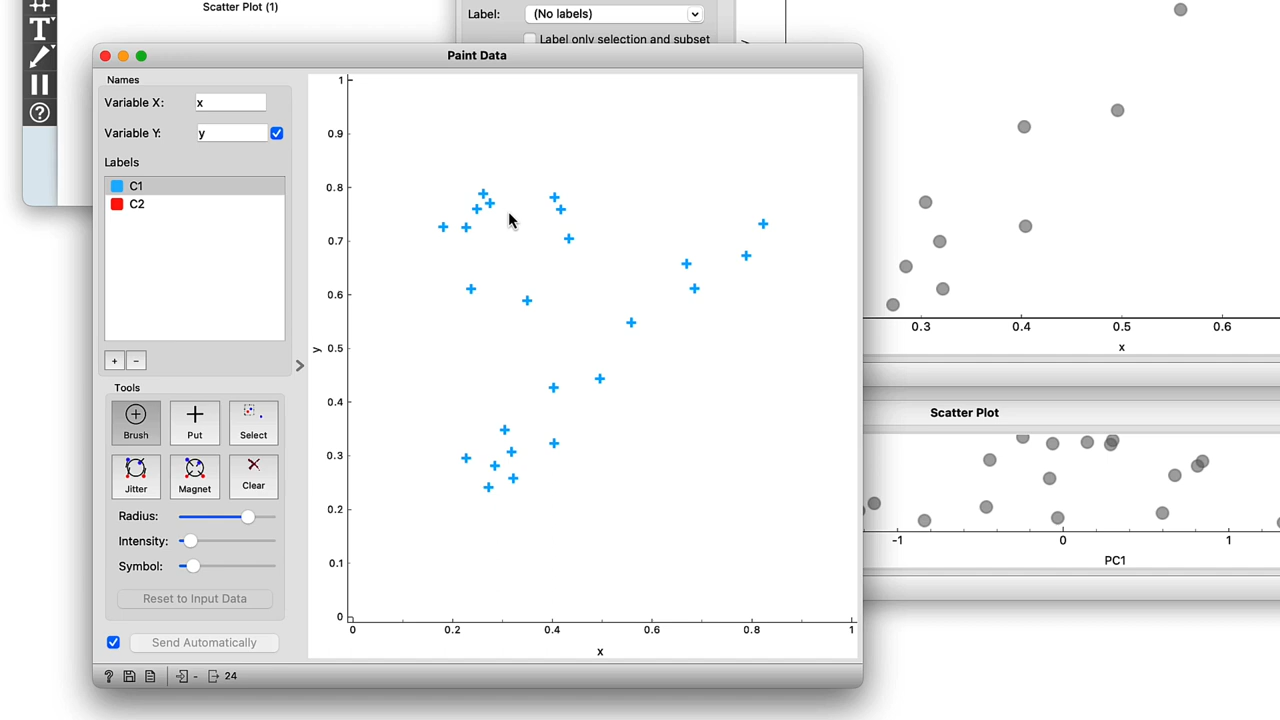 Scatter Plot (1)
Label:
(No labels)
Label only selection and subset
Paint Data
Names
Variable X:
x
Variable Y:
y
Labels
C1
C2
+
−
Tools
Brush
Put
Select
Jitter
Magnet
Clear
Radius:
Intensity:
Symbol:
Reset to Input Data
Send Automatically
? - 24
1
0.9
0.8
0.7
0.6
0.5
0.4
0.3
0.2
0.1
0
y
0 0.2 0.4 0.6 0.8 1
x
0.3 0.4 0.5 0.6
x
Scatter Plot
-1 0 1
PC1